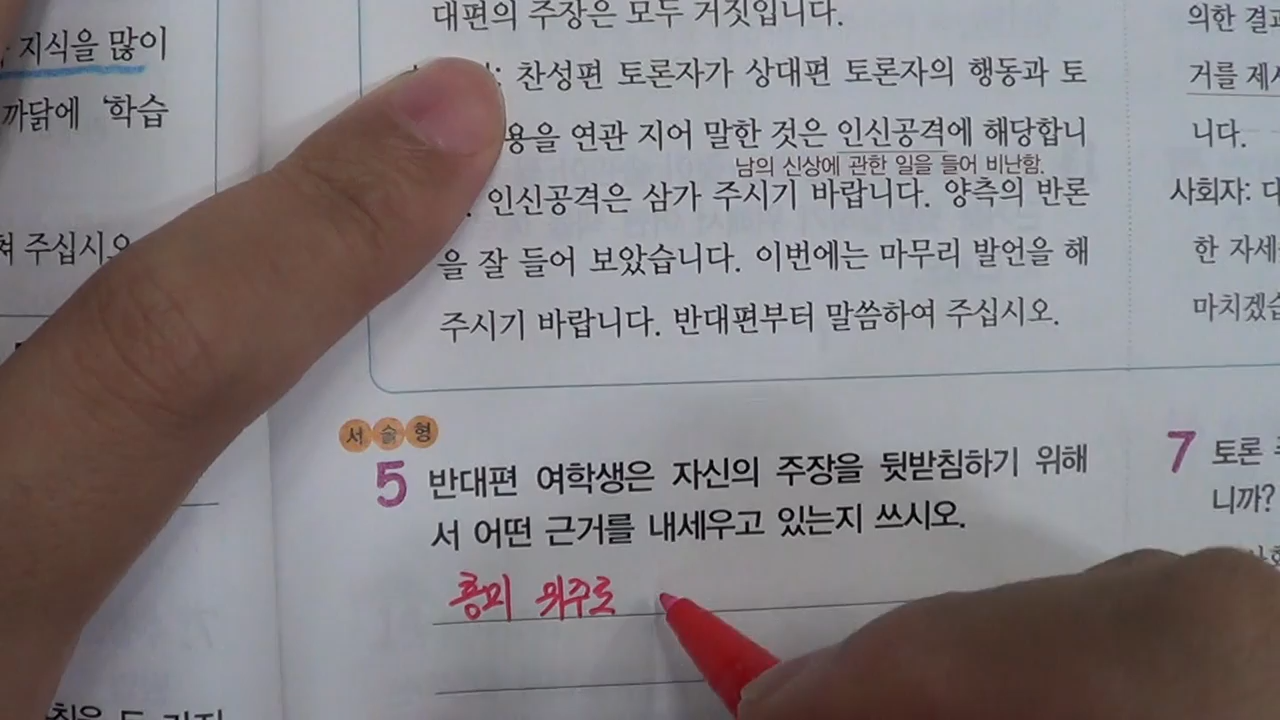 지식을 많이
까닭에 '학습
쳐 주십시오
대편의 주장은 모두 거짓입니다.
찬성편 토론자가 상대편 토론자의 행동과 토
용을 연관 지어 말한 것은 인신공격에 해당합니
남의 신상에 관한 일을 들어 비난함.
인신공격은 삼가 주시기 바랍니다. 양측의 반론
을 잘 들어 보았습니다. 이번에는 마무리 발언을 해
주시기 바랍니다. 반대편부터 말씀하여 주십시오.
서술형
5 반대편 여학생은 자신의 주장을 뒷받침하기 위해
서 어떤 근거를 내세우고 있는지 쓰시오.
흥미 위주로
의한 결과
거를 제시
니다.
사회자: 다
한 자세
마치겠습
7 토론
니까?